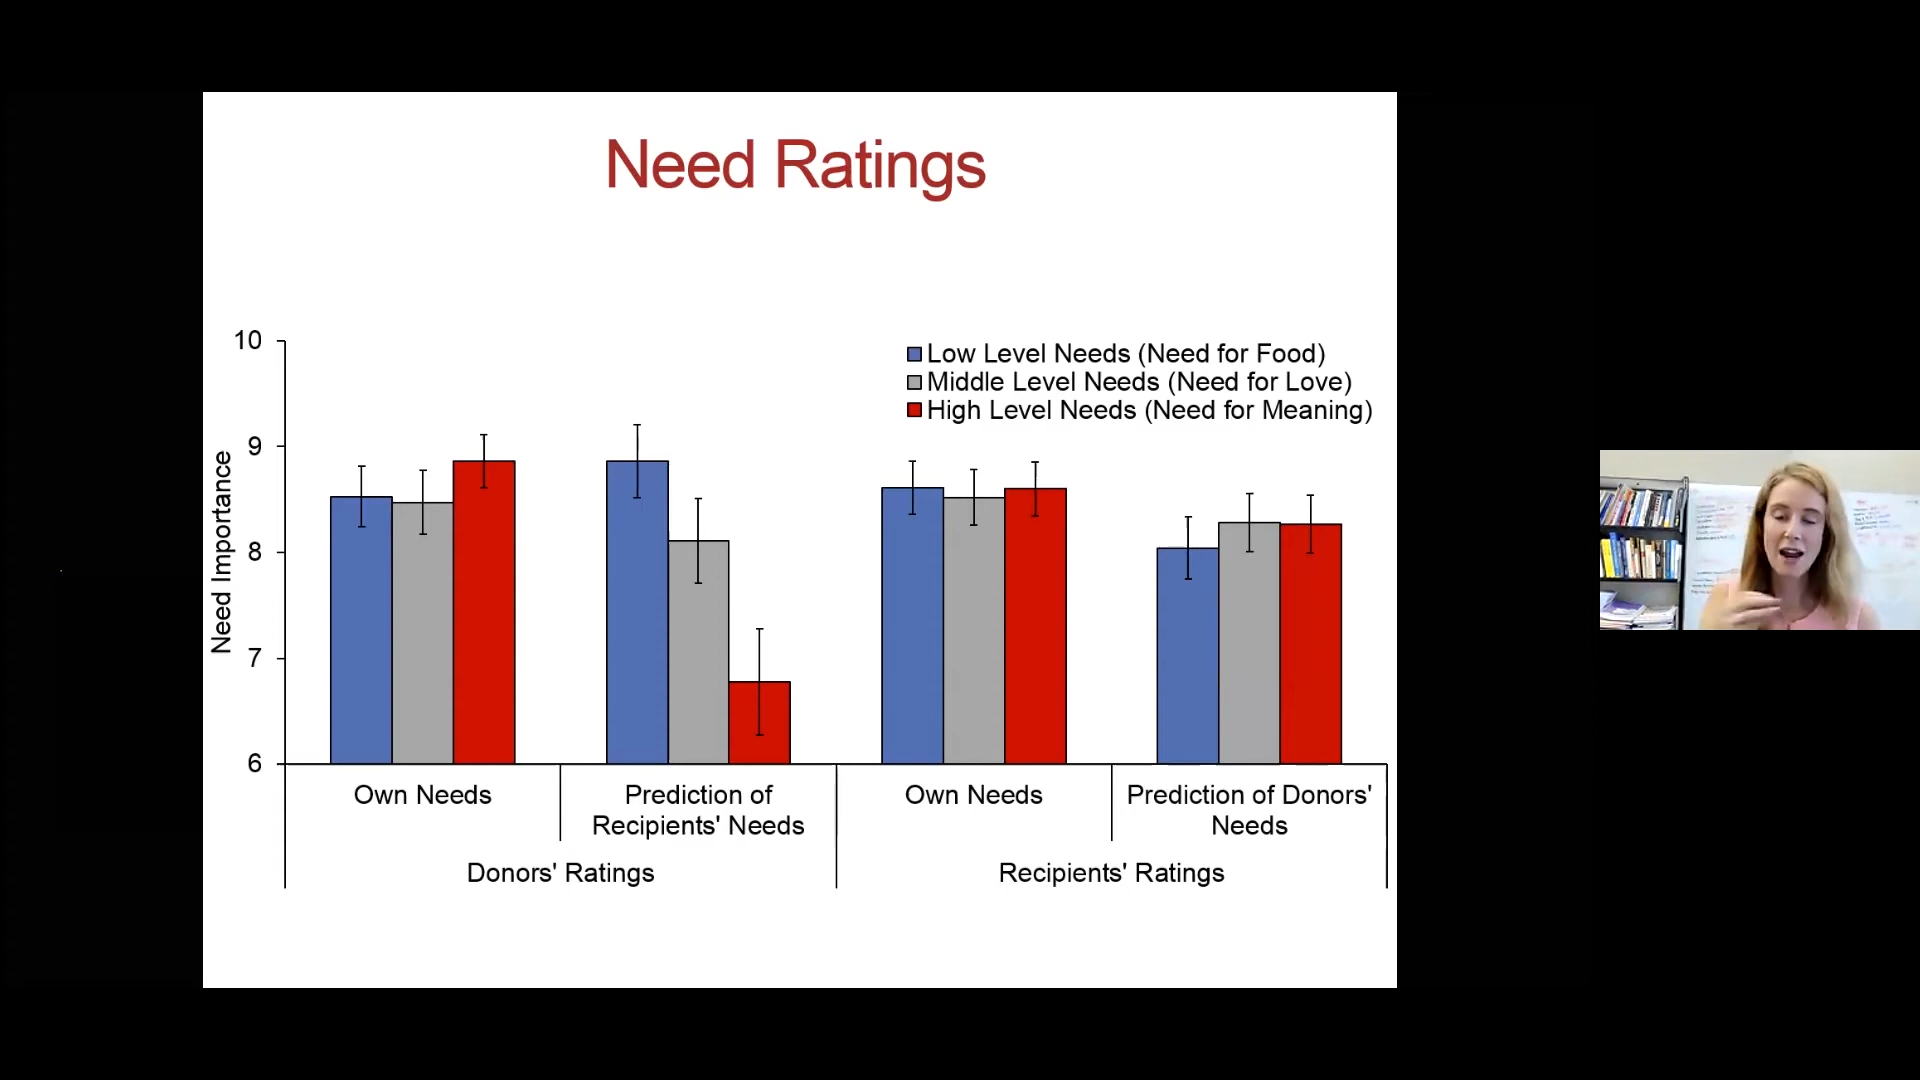 Need Ratings
10
9
8
7
6
Need Importance
Low Level Needs (Need for Food)
Middle Level Needs (Need for Love)
High Level Needs (Need for Meaning)
Own Needs
Prediction of
Recipients' Needs
Own Needs
Prediction of Donors'
Needs
Donors' Ratings
Recipients' Ratings